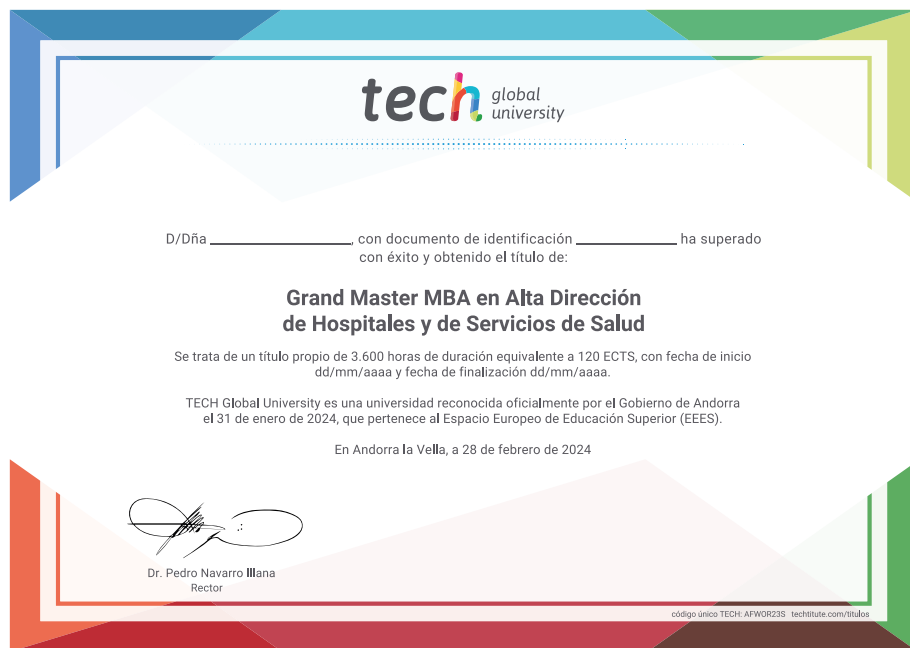 tech global
university
D/Dña ____________________, con documento de identificación ______________ ha superado
con éxito y obtenido el título de:
Grand Master MBA en Alta Dirección
de Hospitales y de Servicios de Salud
Se trata de un título propio de 3.600 horas de duración equivalente a 120 ECTS, con fecha de inicio
dd/mm/aaaa y fecha de finalización dd/mm/aaaa.
TECH Global University es una universidad reconocida oficialmente por el Gobierno de Andorra
el 31 de enero de 2024, que pertenece al Espacio Europeo de Educación Superior (EEES).
En Andorra la Vella, a 28 de febrero de 2024
Dr. Pedro Navarro Illana
Rector
código único TECH: AFWOR23S techtitute.com/titulos